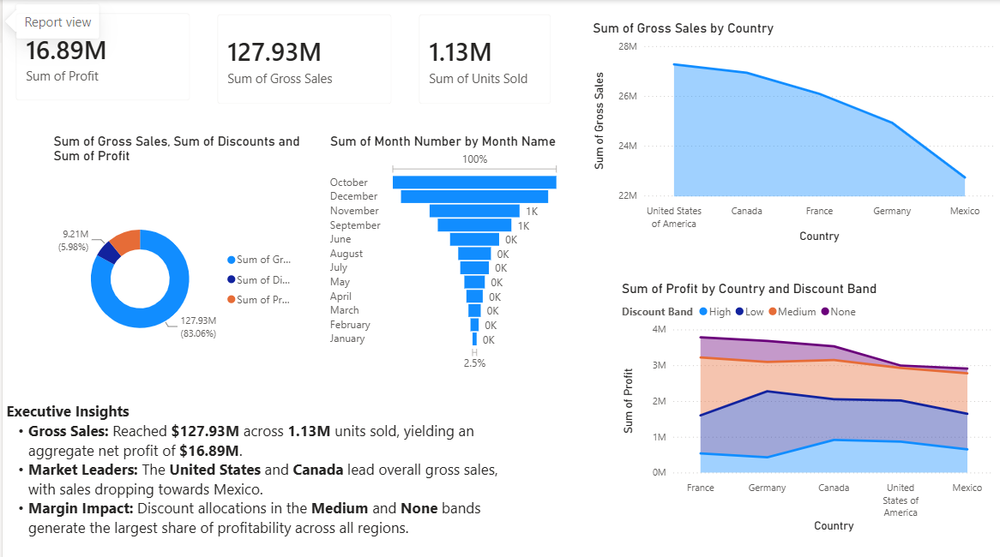 Report view
16.89M
Sum of Profit
127.93M
Sum of Gross Sales
1.13M
Sum of Units Sold
Sum of Gross Sales by Country
Sum of Gross Sales
28M
26M
24M
22M
United States
of America
Canada
France
Germany
Mexico
Country
Sum of Gross Sales, Sum of Discounts and
Sum of Profit
9.21M
(5.98%)
127.93M
(83.06%)
Sum of Gr...
Sum of Di...
Sum of Pr...
Sum of Month Number by Month Name
100%
October
December
November 1K
September 1K
June 0K
August 0K
July 0K
May 0K
April 0K
March 0K
February 0K
January 0K
2.5%
Sum of Profit by Country and Discount Band
Discount Band High Low Medium None
Sum of Profit
4M
3M
2M
1M
0M
France
Germany
Canada
United
States of
America
Mexico
Country
Executive Insights
• Gross Sales: Reached $127.93M across 1.13M units sold, yielding an
aggregate net profit of $16.89M.
• Market Leaders: The United States and Canada lead overall gross sales,
with sales dropping towards Mexico.
• Margin Impact: Discount allocations in the Medium and None bands
generate the largest share of profitability across all regions.